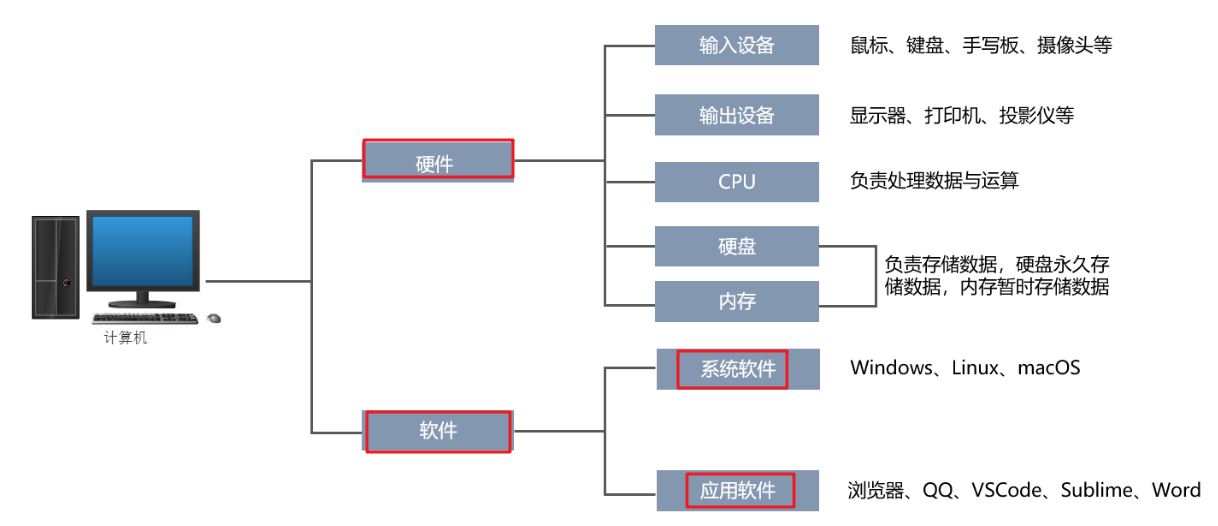 输入设备
鼠标、键盘、手写板、摄像头等
输出设备
显示器、打印机、投影仪等
硬件
CPU
负责处理数据与运算
硬盘
内存
负责存储数据，硬盘永久存
储数据，内存暂时存储数据
计算机
系统软件
Windows、Linux、macOS
软件
应用软件
浏览器、QQ、VSCode、Sublime、Word